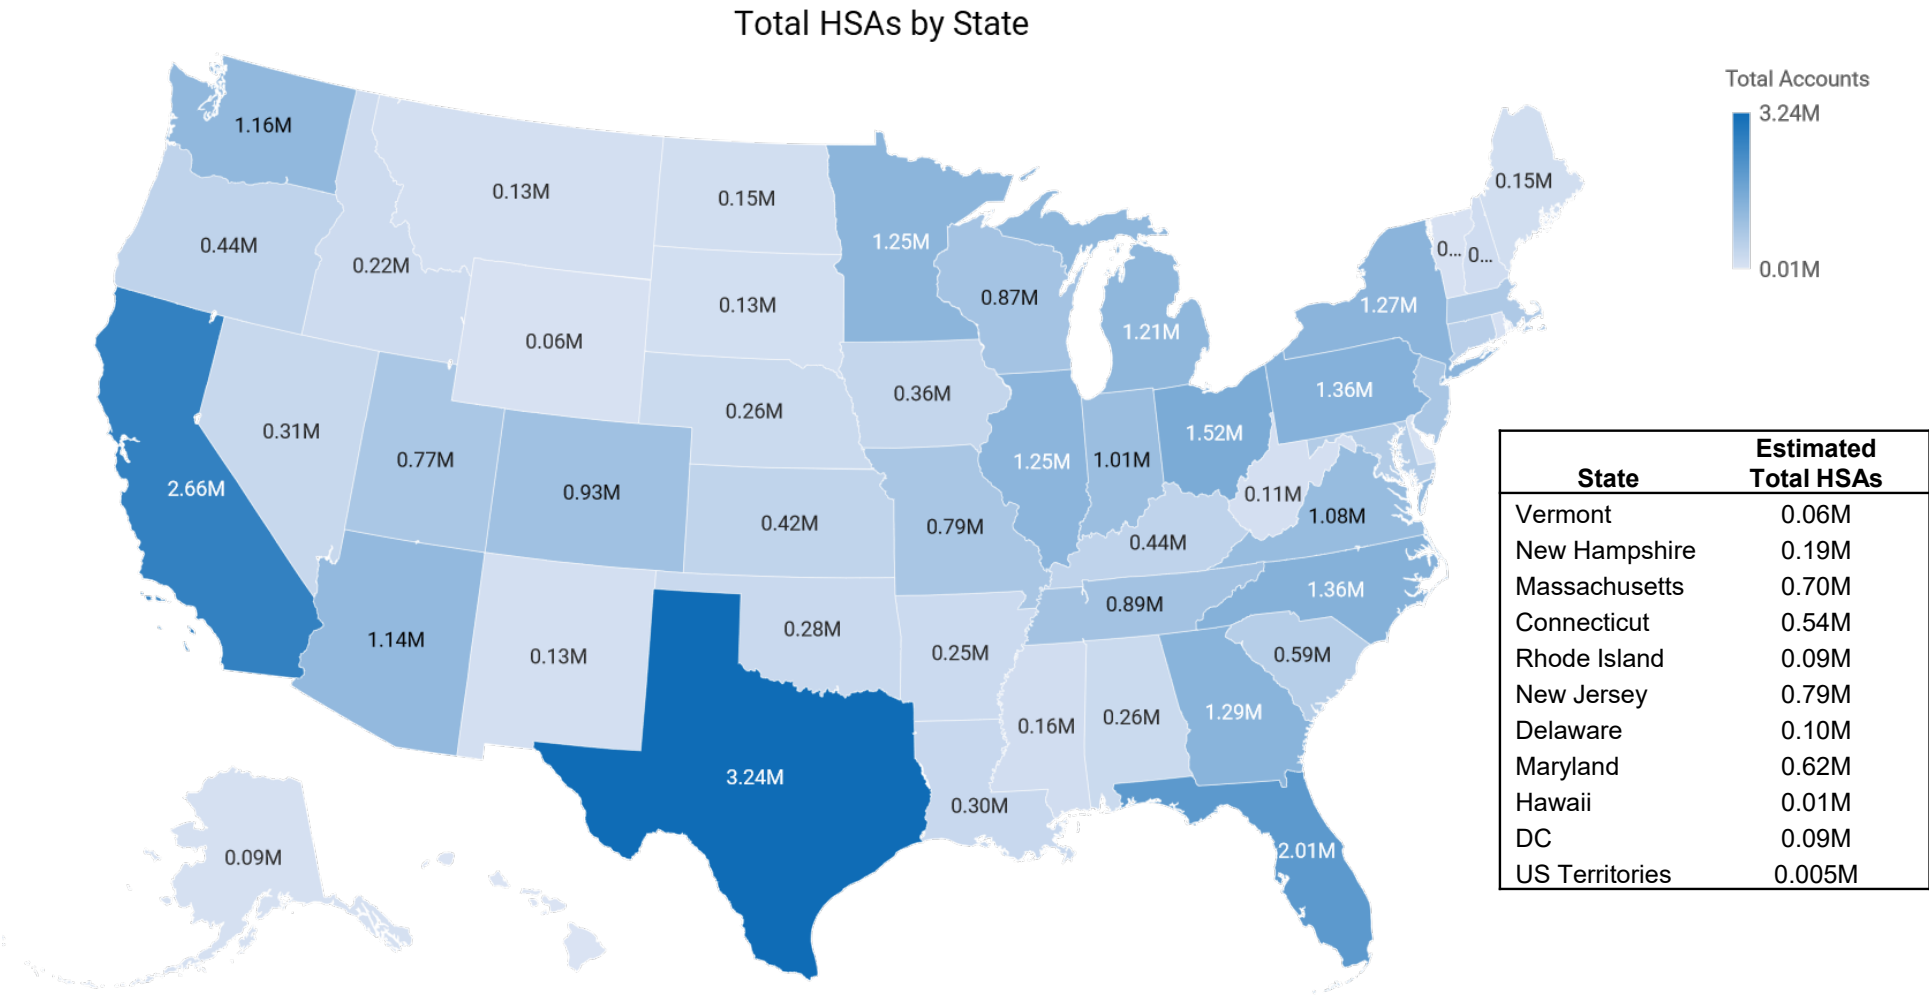 Total HSAs by State
Total Accounts
3.24M
0.01M
1.16M
0.13M
0.15M
0.15M
0.44M
0.22M
1.25M
0... 0...
0.13M
0.87M
1.27M
0.06M
1.21M
0.26M
0.36M
1.36M
0.31M
0.77M
1.52M
2.66M
0.93M
1.25M
1.01M
0.11M
0.42M
0.79M
1.08M
0.44M
1.14M
0.13M
0.28M
0.25M
0.89M
1.36M
0.59M
0.16M
0.26M
1.29M
3.24M
0.30M
2.01M
0.09M
State Estimated Total HSAs
Vermont 0.06M
New Hampshire 0.19M
Massachusetts 0.70M
Connecticut 0.54M
Rhode Island 0.09M
New Jersey 0.79M
Delaware 0.10M
Maryland 0.62M
Hawaii 0.01M
DC 0.09M
US Territories 0.005M